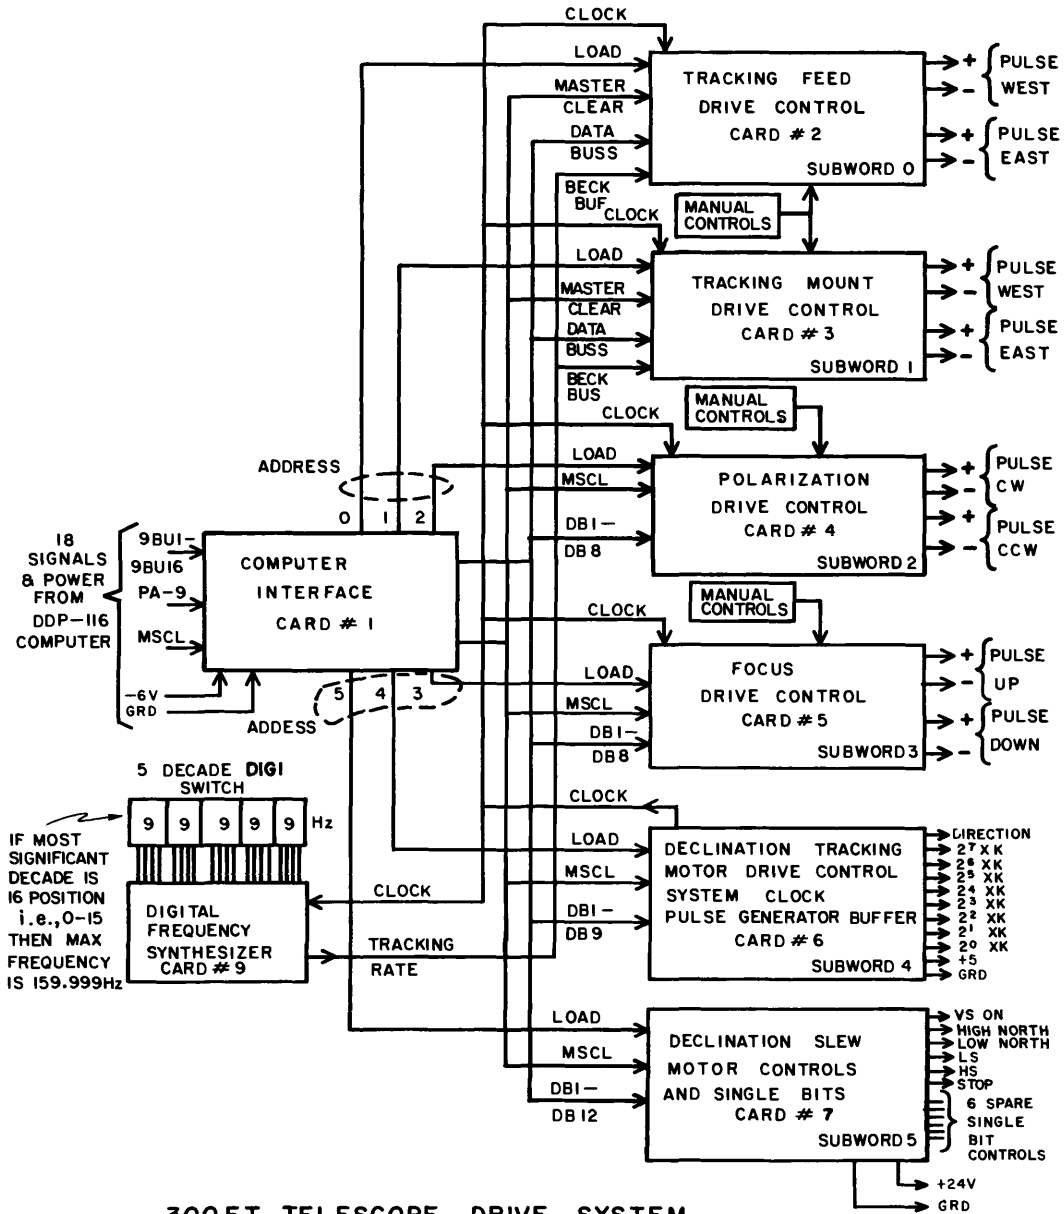 CLOCK
LOAD
MASTER
CLEAR
DATA
BUSS
BECK
BUF
TRACKING FEED
DRIVE CONTROL
CARD # 2
SUBWORD 0
+ PULSE
- WEST
+ PULSE
- EAST
MANUAL
CONTROLS
CLOCK
LOAD
MASTER
CLEAR
DATA
BUSS
BECK
BUS
TRACKING MOUNT
DRIVE CONTROL
CARD # 3
SUBWORD 1
+ PULSE
- WEST
+ PULSE
- EAST
MANUAL
CONTROLS
CLOCK
LOAD
MSCL
DB1-
DB8
POLARIZATION
DRIVE CONTROL
CARD # 4
SUBWORD 2
+ PULSE
- CW
+ PULSE
- CCW
ADDRESS
0 1 2
18
SIGNALS
& POWER
FROM
DDP-116
COMPUTER
9BU1-
9BU16
PA-9
MSCL
-6V
GRD
COMPUTER
INTERFACE
CARD # 1
5 4 3
ADDESS
MANUAL
CONTROLS
CLOCK
LOAD
MSCL
DB1-
DB8
FOCUS
DRIVE CONTROL
CARD # 5
SUBWORD 3
+ PULSE
- UP
+ PULSE
- DOWN
5 DECADE DIGI
SWITCH
9 9 9 9 9 Hz
IF MOST
SIGNIFICANT
DECADE IS
16 POSITION
i.e.,0-15
THEN MAX
FREQUENCY
IS 159.999Hz
DIGITAL
FREQUENCY
SYNTHESIZER
CARD # 9
CLOCK
TRACKING
RATE
CLOCK
LOAD
MSCL
DB1-
DB9
DECLINATION TRACKING
MOTOR DRIVE CONTROL
SYSTEM CLOCK
PULSE GENERATOR BUFFER
CARD # 6
SUBWORD 4
DIRECTION
2⁷ XK
2⁶ XK
2⁵ XK
2⁴ XK
2³ XK
2² XK
2¹ XK
2⁰ XK
+5
GRD
LOAD
MSCL
DB1-
DB12
DECLINATION SLEW
MOTOR CONTROLS
AND SINGLE BITS
CARD # 7
SUBWORD 5
VS ON
HIGH NORTH
LOW NORTH
LS
HS
STOP
6 SPARE
SINGLE
BIT
CONTROLS
+24V
GRD
300FT TELESCOPE DRIVE SYSTEM